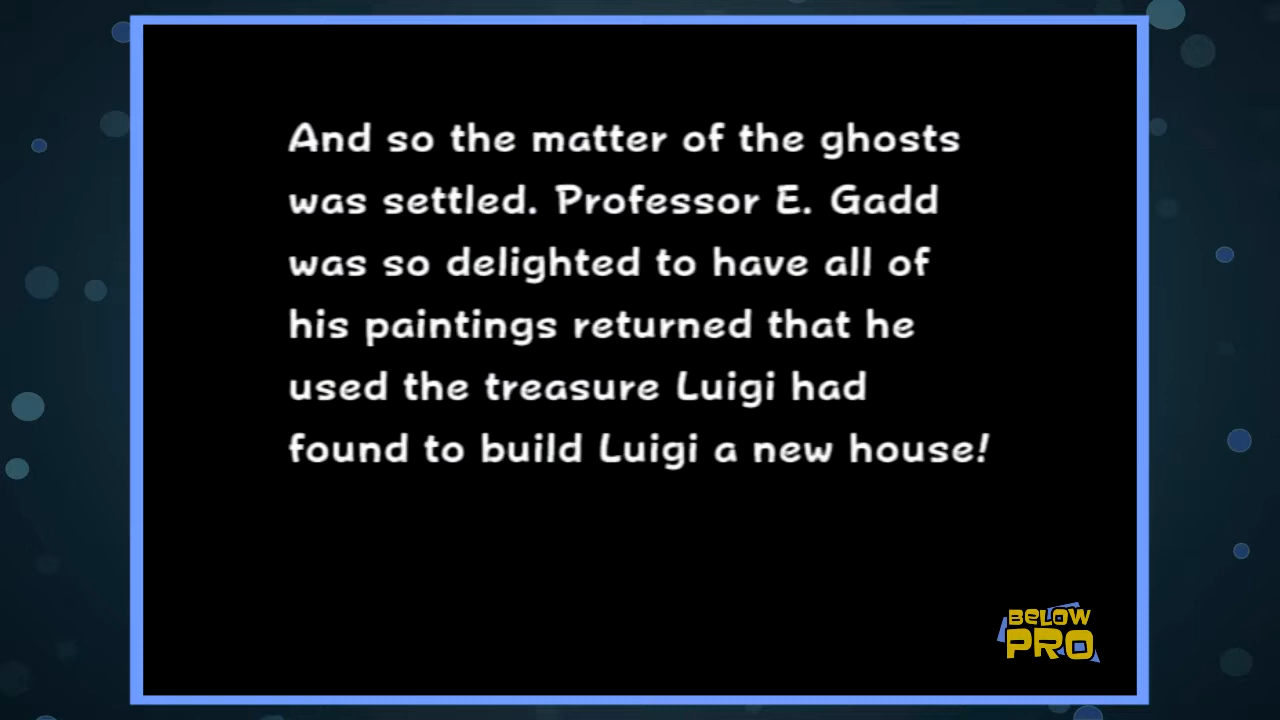 And so the matter of the ghosts
was settled. Professor E. Gadd
was so delighted to have all of
his paintings returned that he
used the treasure Luigi had
found to build Luigi a new house!
BeLOW
PRO